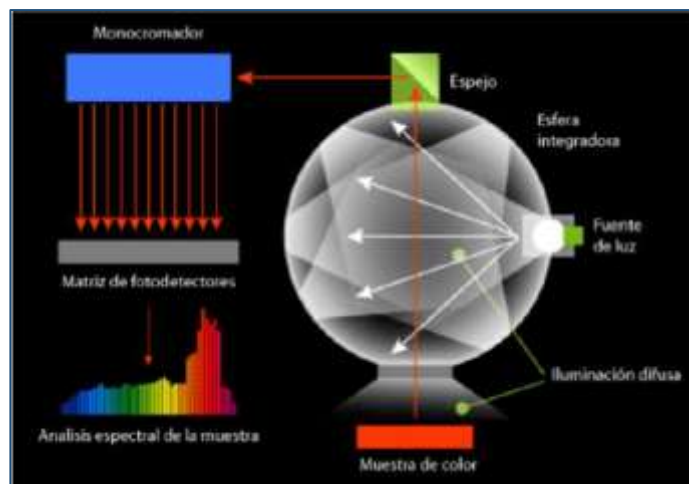 Monocromador
Espejo
Esfera
integradora
Fuente
de luz
Matriz de fotodetectores
Iluminación difusa
Analisis espectral de la muestra
Muestra de color